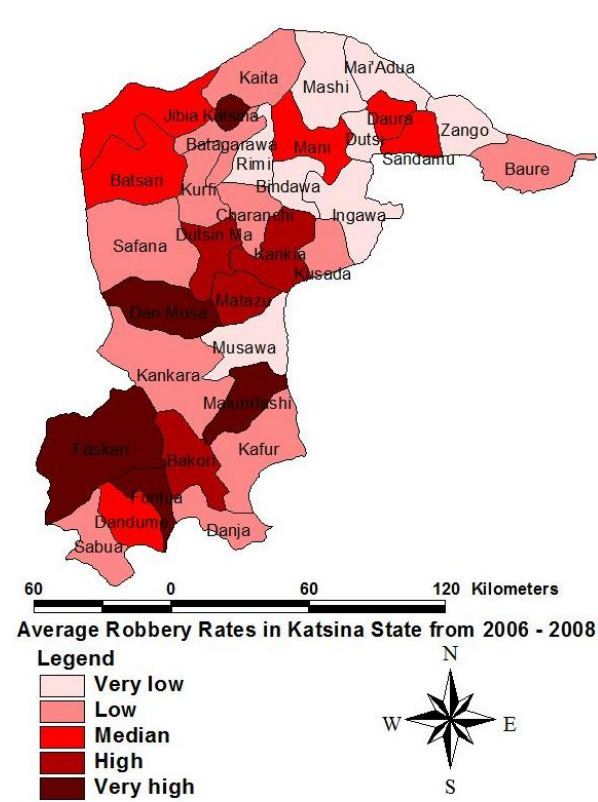 Kaita
Mashi
Mai'Adua
Jibia Katsina
Daura
Zango
Batagarawa
Mani
Dutsi
Sandamu
Rimi
Baure
Batsari
Kurfi
Bindawa
Charanchi
Ingawa
Safana
Dutsin Ma
Kankia
Kusada
Matazu
Dan Musa
Musawa
Kankara
Malumfashi
Faskari
Bakori
Kafur
Funtua
Dandume
Danja
Sabua
60 0 60 120 Kilometers
Average Robbery Rates in Katsina State from 2006 - 2008
Legend
Very low
Low
Median
High
Very high
N
W E
S